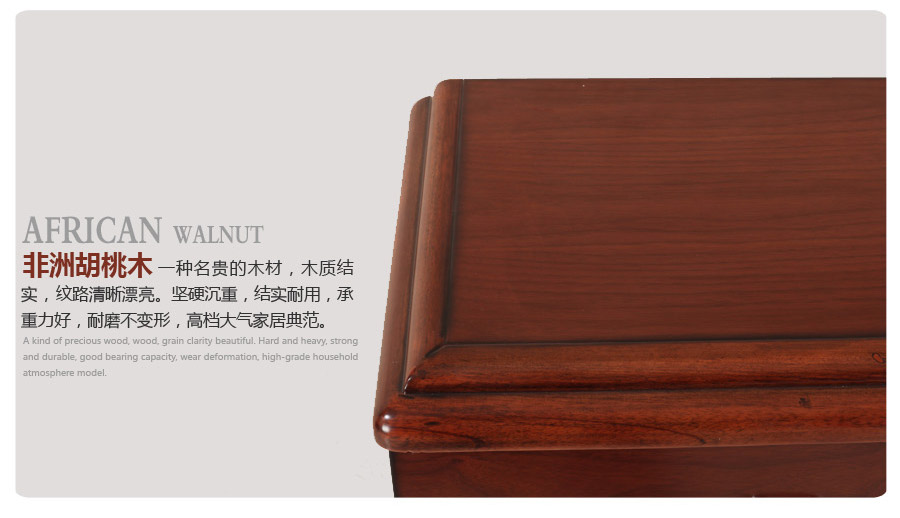 AFRICAN WALNUT
非洲胡桃木 一种名贵的木材，木质结
实，纹路清晰漂亮。坚硬沉重，结实耐用，承
重力好，耐磨不变形，高档大气家居典范。
A kind of precious wood, wood, grain clarity beautiful. Hard and heavy, strong
and durable, good bearing capacity, wear deformation, high-grade household
atmosphere model.